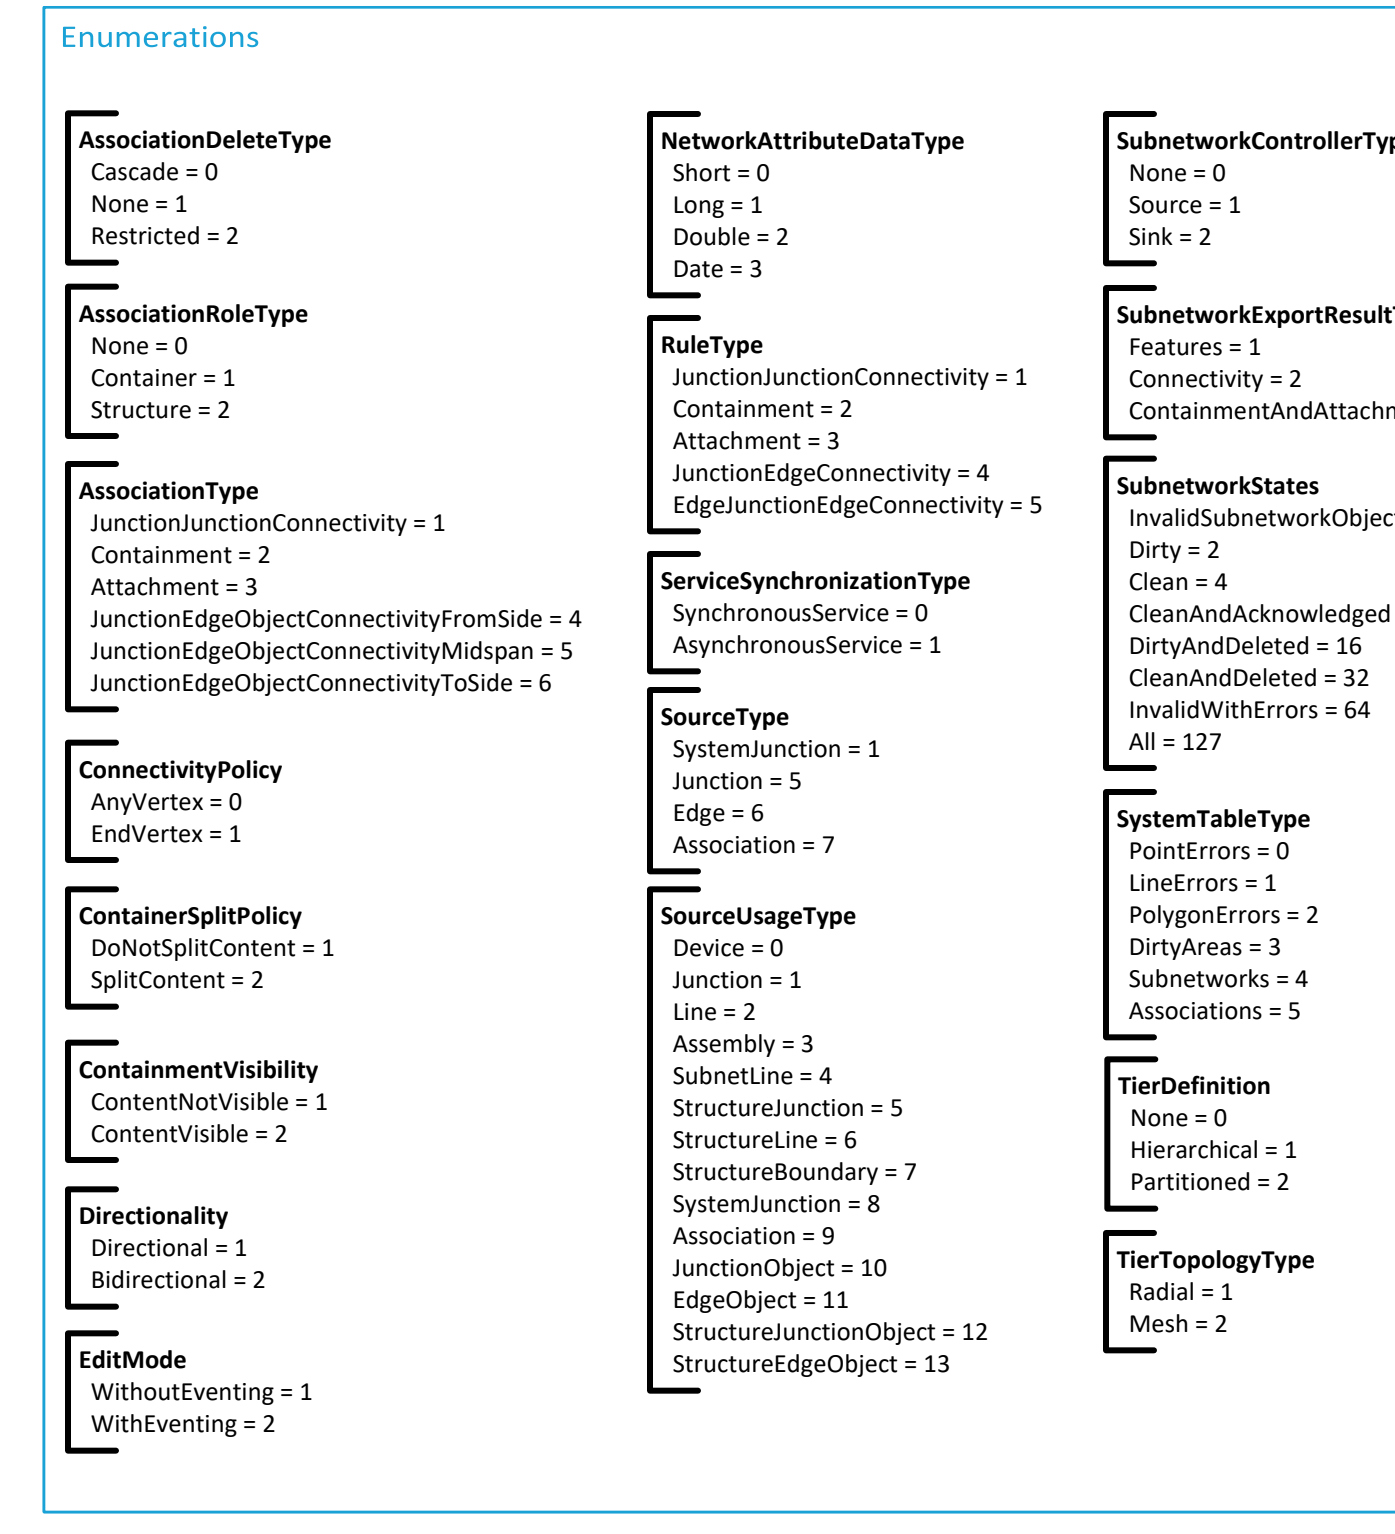 Enumerations
AssociationDeleteType
Cascade = 0
None = 1
Restricted = 2
AssociationRoleType
None = 0
Container = 1
Structure = 2
AssociationType
JunctionJunctionConnectivity = 1
Containment = 2
Attachment = 3
JunctionEdgeObjectConnectivityFromSide = 4
JunctionEdgeObjectConnectivityMidspan = 5
JunctionEdgeObjectConnectivityToSide = 6
ConnectivityPolicy
AnyVertex = 0
EndVertex = 1
ContainerSplitPolicy
DoNotSplitContent = 1
SplitContent = 2
ContainmentVisibility
ContentNotVisible = 1
ContentVisible = 2
Directionality
Directional = 1
Bidirectional = 2
EditMode
WithoutEventing = 1
WithEventing = 2
NetworkAttributeDataType
Short = 0
Long = 1
Double = 2
Date = 3
RuleType
JunctionJunctionConnectivity = 1
Containment = 2
Attachment = 3
JunctionEdgeConnectivity = 4
EdgeJunctionEdgeConnectivity = 5
ServiceSynchronizationType
SynchronousService = 0
AsynchronousService = 1
SourceType
SystemJunction = 1
Junction = 5
Edge = 6
Association = 7
SourceUsageType
Device = 0
Junction = 1
Line = 2
Assembly = 3
SubnetLine = 4
StructureJunction = 5
StructureLine = 6
StructureBoundary = 7
SystemJunction = 8
Association = 9
JunctionObject = 10
EdgeObject = 11
StructureJunctionObject = 12
StructureEdgeObject = 13
SubnetworkControllerTyp
None = 0
Source = 1
Sink = 2
SubnetworkExportResult
Features = 1
Connectivity = 2
ContainmentAndAttach
SubnetworkStates
InvalidSubnetworkObjec
Dirty = 2
Clean = 4
CleanAndAcknowledged
DirtyAndDeleted = 16
CleanAndDeleted = 32
InvalidWithErrors = 64
All = 127
SystemTableType
PointErrors = 0
LineErrors = 1
PolygonErrors = 2
DirtyAreas = 3
Subnetworks = 4
Associations = 5
TierDefinition
None = 0
Hierarchical = 1
Partitioned = 2
TierTopologyType
Radial = 1
Mesh = 2